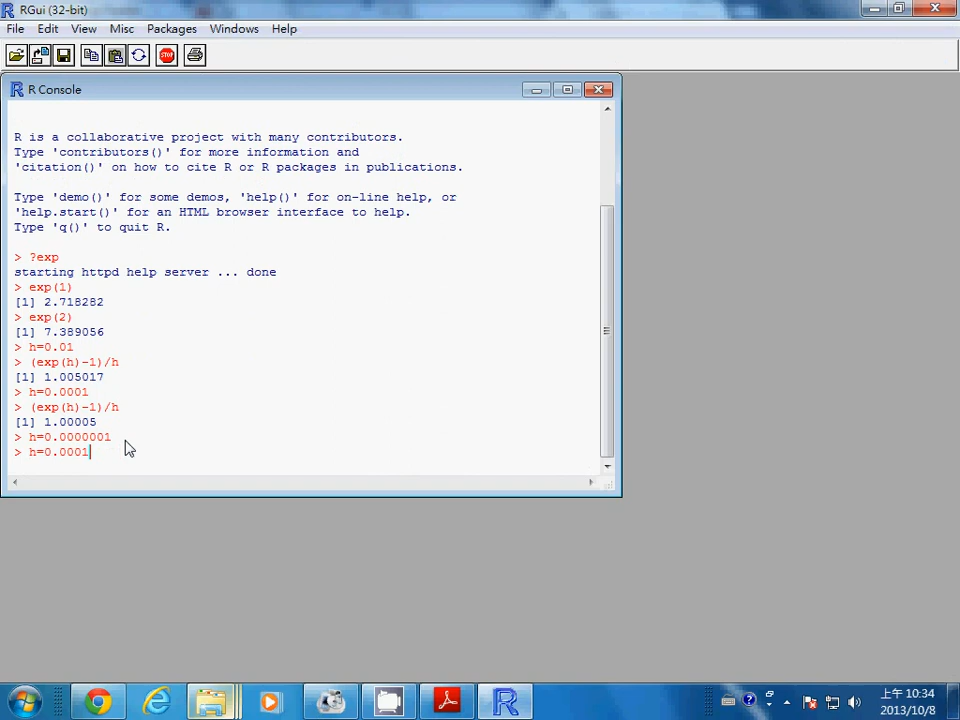 RGui (32-bit)
File Edit View Misc Packages Windows Help
STOP
R Console
R is a collaborative project with many contributors.
Type 'contributors()' for more information and
'citation()' on how to cite R or R packages in publications.
Type 'demo()' for some demos, 'help()' for on-line help, or
'help.start()' for an HTML browser interface to help.
Type 'q()' to quit R.
> ?exp
starting httpd help server ... done
> exp(1)
[1] 2.718282
> exp(2)
[1] 7.389056
> h=0.01
> (exp(h)-1)/h
[1] 1.005017
> h=0.0001
> (exp(h)-1)/h
[1] 1.00005
> h=0.0000001
> h=0.0001
上午 10:34
2013/10/8